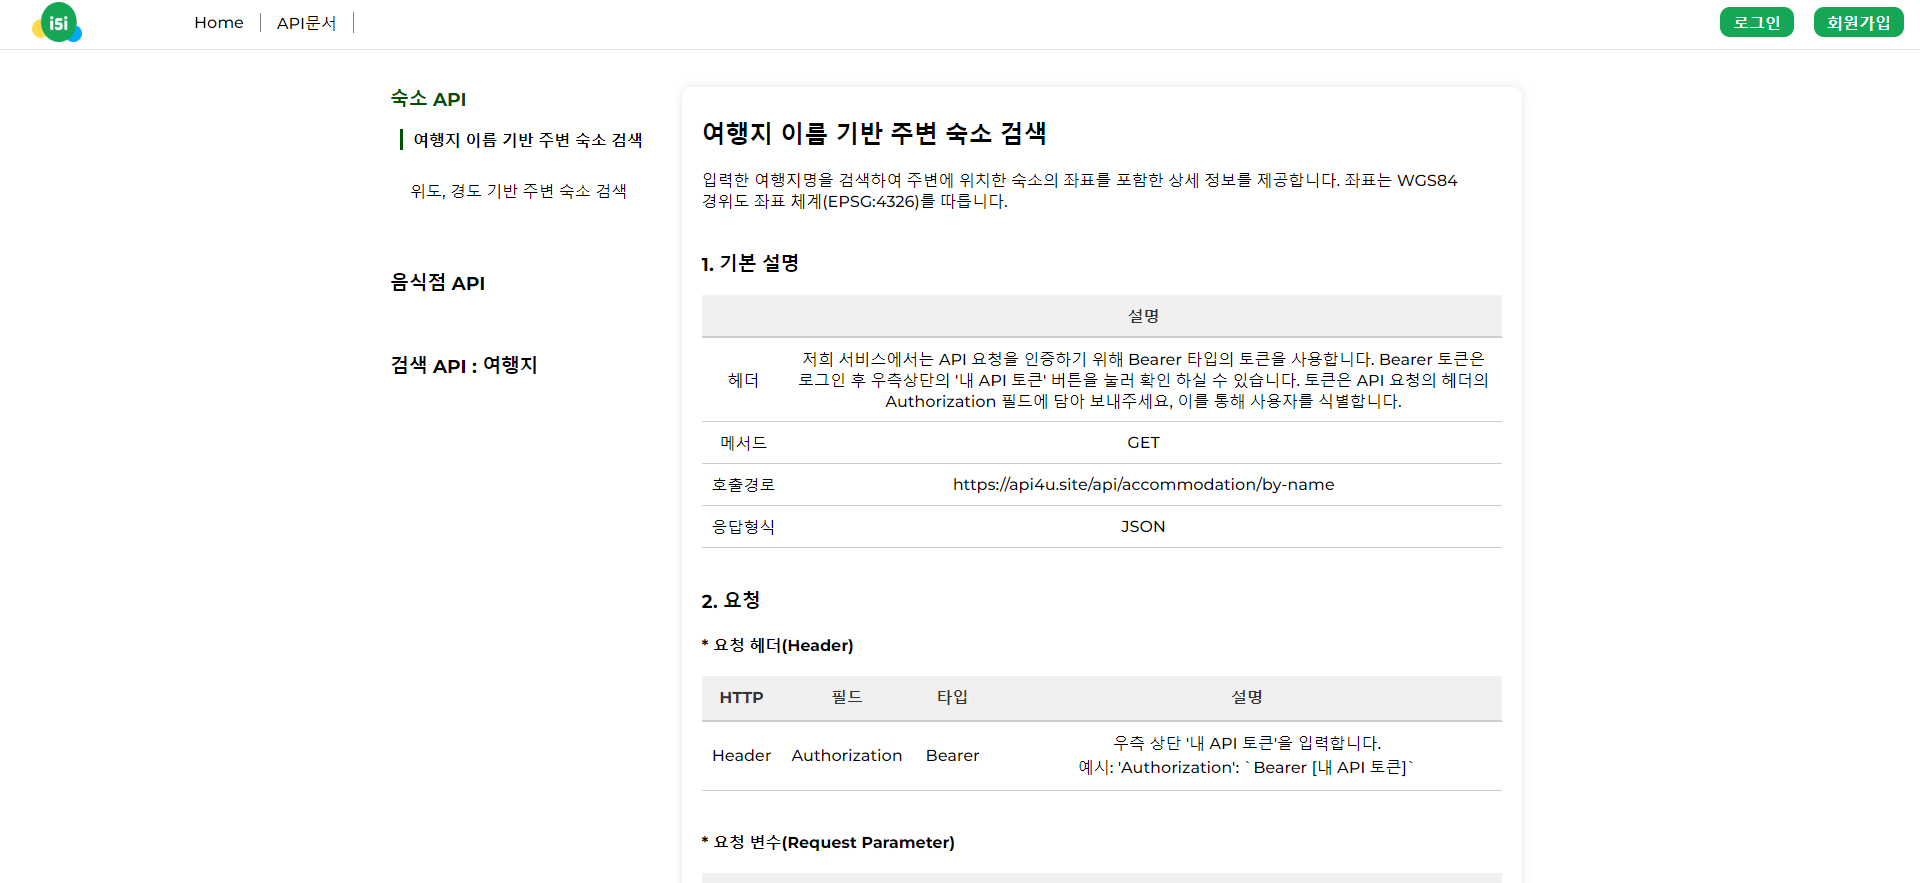 isi
Home
API문서
로그인
회원가입
숙소 API
여행지 이름 기반 주변 숙소 검색
위도, 경도 기반 주변 숙소 검색
음식점 API
검색 API : 여행지
여행지 이름 기반 주변 숙소 검색
입력한 여행지명을 검색하여 주변에 위치한 숙소의 좌표를 포함한 상세 정보를 제공합니다. 좌표는 WGS84
경위도 좌표 체계(EPSG:4326)를 따릅니다.
1. 기본 설명
설명
헤더
저희 서비스에서는 API 요청을 인증하기 위해 Bearer 타입의 토큰을 사용합니다. Bearer 토큰은
로그인 후 우측상단의 '내 API 토큰' 버튼을 눌러 확인 하실 수 있습니다. 토큰은 API 요청의 헤더의
Authorization 필드에 담아 보내주세요, 이를 통해 사용자를 식별합니다.
메서드 GET
호출경로 https://api4u.site/api/accommodation/by-name
응답형식 JSON
2. 요청
* 요청 헤더(Header)
HTTP 필드 타입 설명
Header Authorization Bearer
우측 상단 '내 API 토큰'을 입력합니다.
예시: 'Authorization': `Bearer [내 API 토큰]`
* 요청 변수(Request Parameter)